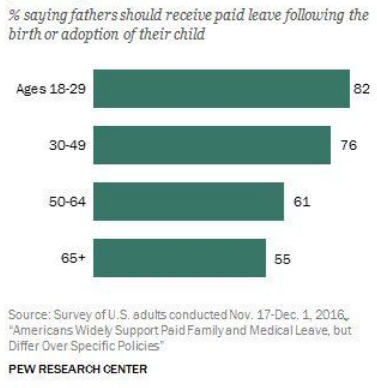 % saying fathers should receive paid leave following the
birth or adoption of their child
Ages 18-29 82
30-49 76
50-64 61
65+ 55
Source: Survey of U.S. adults conducted Nov. 17-Dec. 1, 2016.,
"Americans Widely Support Paid Family and Medical Leave, but
Differ Over Specific Policies"
PEW RESEARCH CENTER